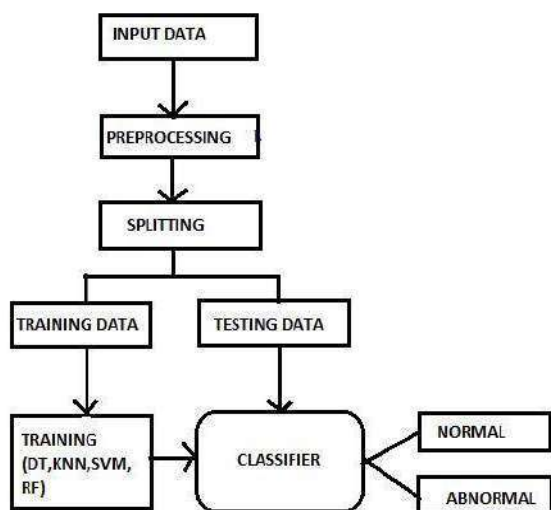 INPUT DATA
PREPROCESSING
SPLITTING
TRAINING DATA
TESTING DATA
TRAINING
(DT,KNN,SVM,
RF)
CLASSIFIER
NORMAL
ABNORMAL